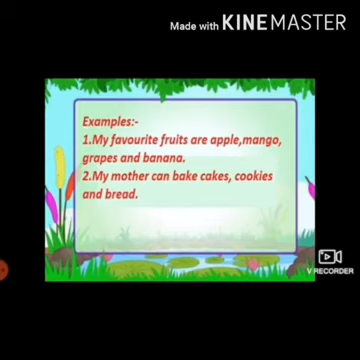 Made with KINEMASTER
Examples:-
1.My favourite fruits are apple,mango,
grapes and banana.
2.My mother can bake cakes, cookies
and bread.
V RECORDER